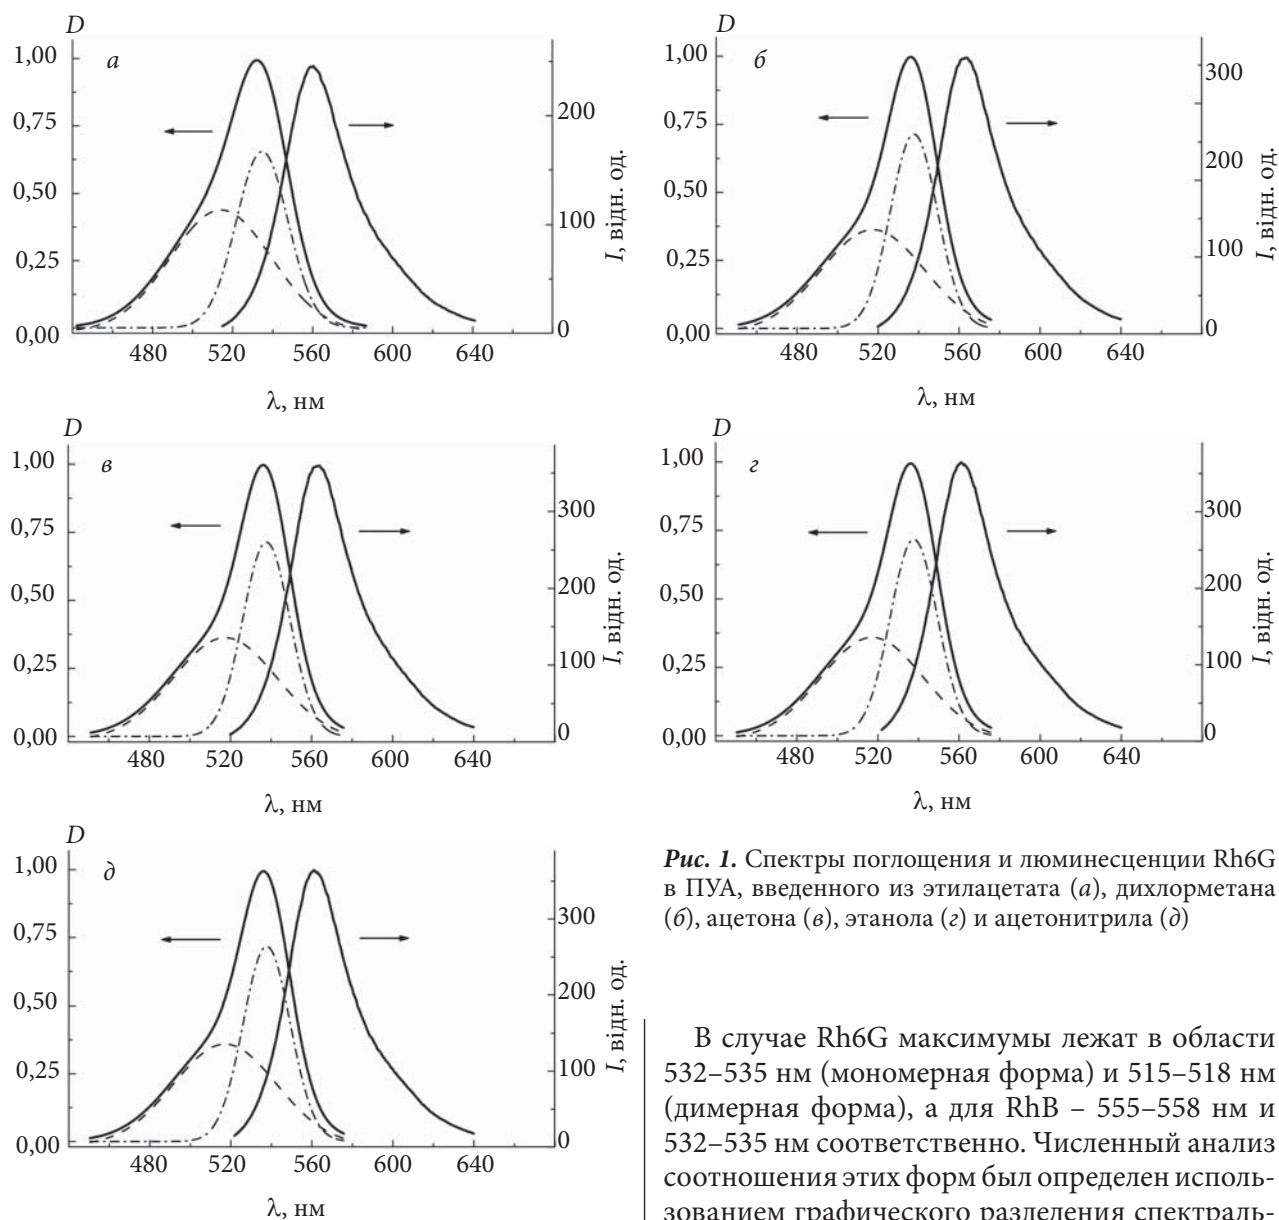 D
1,00
0,75
0,50
0,25
0,00
а
200
100
0
I, відн. од.
480 520 560 600 640
λ, нм
D
1,00
0,75
0,50
0,25
0,00
б
300
200
100
0
I, відн. од.
480 520 560 600 640
λ, нм
D
1,00
0,75
0,50
0,25
0,00
в
300
200
100
0
I, відн. од.
480 520 560 600 640
λ, нм
D
1,00
0,75
0,50
0,25
0,00
г
300
200
100
0
I, відн. од.
480 520 560 600 640
λ, нм
D
1,00
0,75
0,50
0,25
0,00
д
300
200
100
0
I, відн. од.
480 520 560 600 640
λ, нм
Рис. 1. Спектры поглощения и люминесценции Rh6G
в ПУА, введенного из этилацетата (а), дихлорметана
(б), ацетона (в), этанола (г) и ацетонитрила (д)
В случае Rh6G максимумы лежат в области
532–535 нм (мономерная форма) и 515–518 нм
(димерная форма), а для RhB – 555–558 нм и
532–535 нм соответственно. Численный анализ
соотношения этих форм был определен исполь-
зованием графического разделения спектраль-